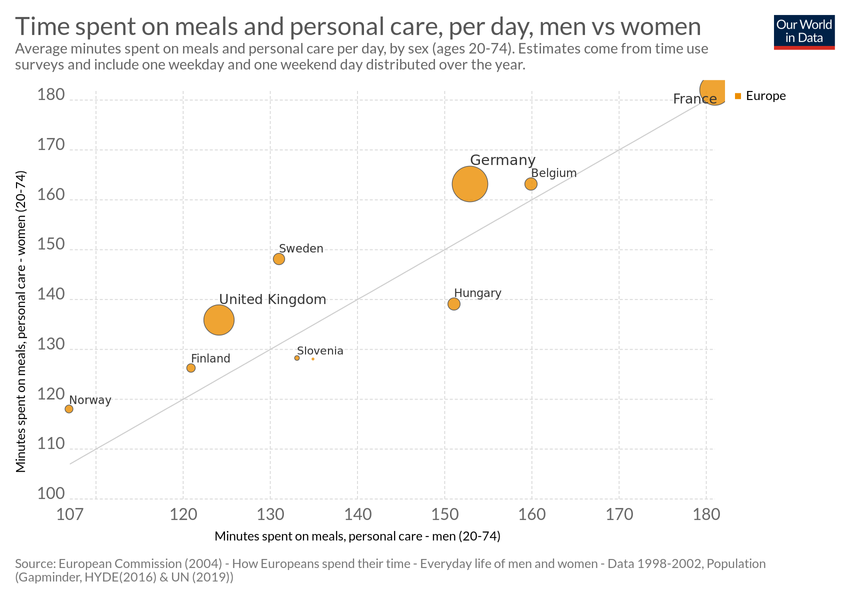 Time spent on meals and personal care, per day, men vs women
Average minutes spent on meals and personal care per day, by sex (ages 20-74). Estimates come from time use
surveys and include one weekday and one weekend day distributed over the year.
Our World
in Data
180
170
160
150
140
130
120
110
100
Minutes spent on meals, personal care - women (20-74)
France
Europe
Germany
Belgium
Sweden
Hungary
United Kingdom
Slovenia
Finland
Norway
107
120
130
140
150
160
170
180
Minutes spent on meals, personal care - men (20-74)
Source: European Commission (2004) - How Europeans spend their time - Everyday life of men and women - Data 1998-2002, Population
(Gapminder, HYDE(2016) & UN (2019))